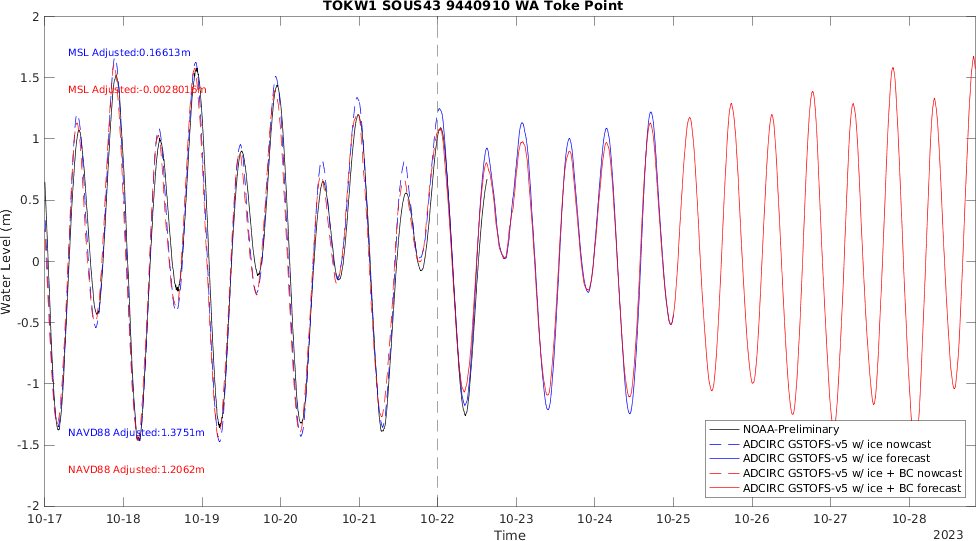 TOKW1 SOUS43 9440910 WA Toke Point
Water Level (m)
2
1.5
1
0.5
0
-0.5
-1
-1.5
-2
MSL Adjusted:0.16613m
MSL Adjusted:-0.0028016m
NAVD88 Adjusted:1.3751m
NAVD88 Adjusted:1.2062m
NOAA-Preliminary
ADCIRC GSTOFS-v5 w/ ice nowcast
ADCIRC GSTOFS-v5 w/ ice forecast
ADCIRC GSTOFS-v5 w/ ice + BC nowcast
ADCIRC GSTOFS-v5 w/ ice + BC forecast
10-17 10-18 10-19 10-20 10-21 10-22 10-23 10-24 10-25 10-26 10-27 10-28
Time
2023